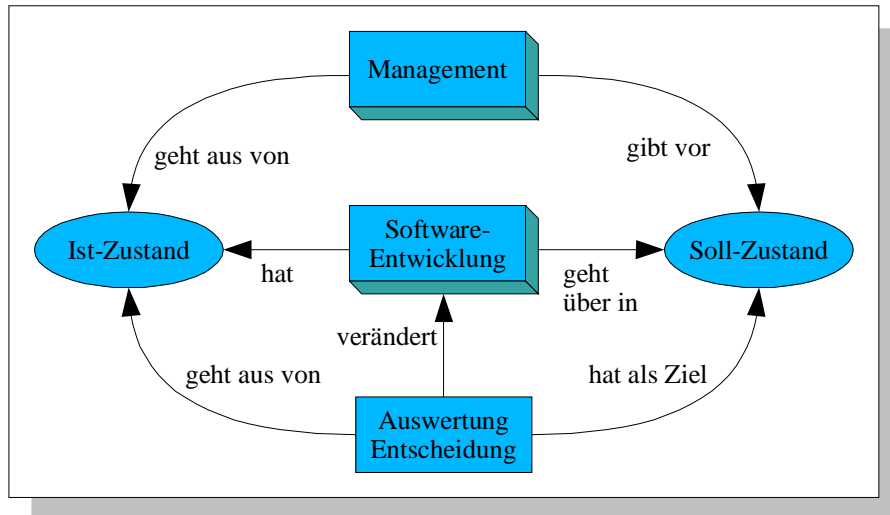 Management
geht aus von
gibt vor
Ist-Zustand
Software-
Entwicklung
Soll-Zustand
hat
geht
über in
verändert
geht aus von
hat als Ziel
Auswertung
Entscheidung